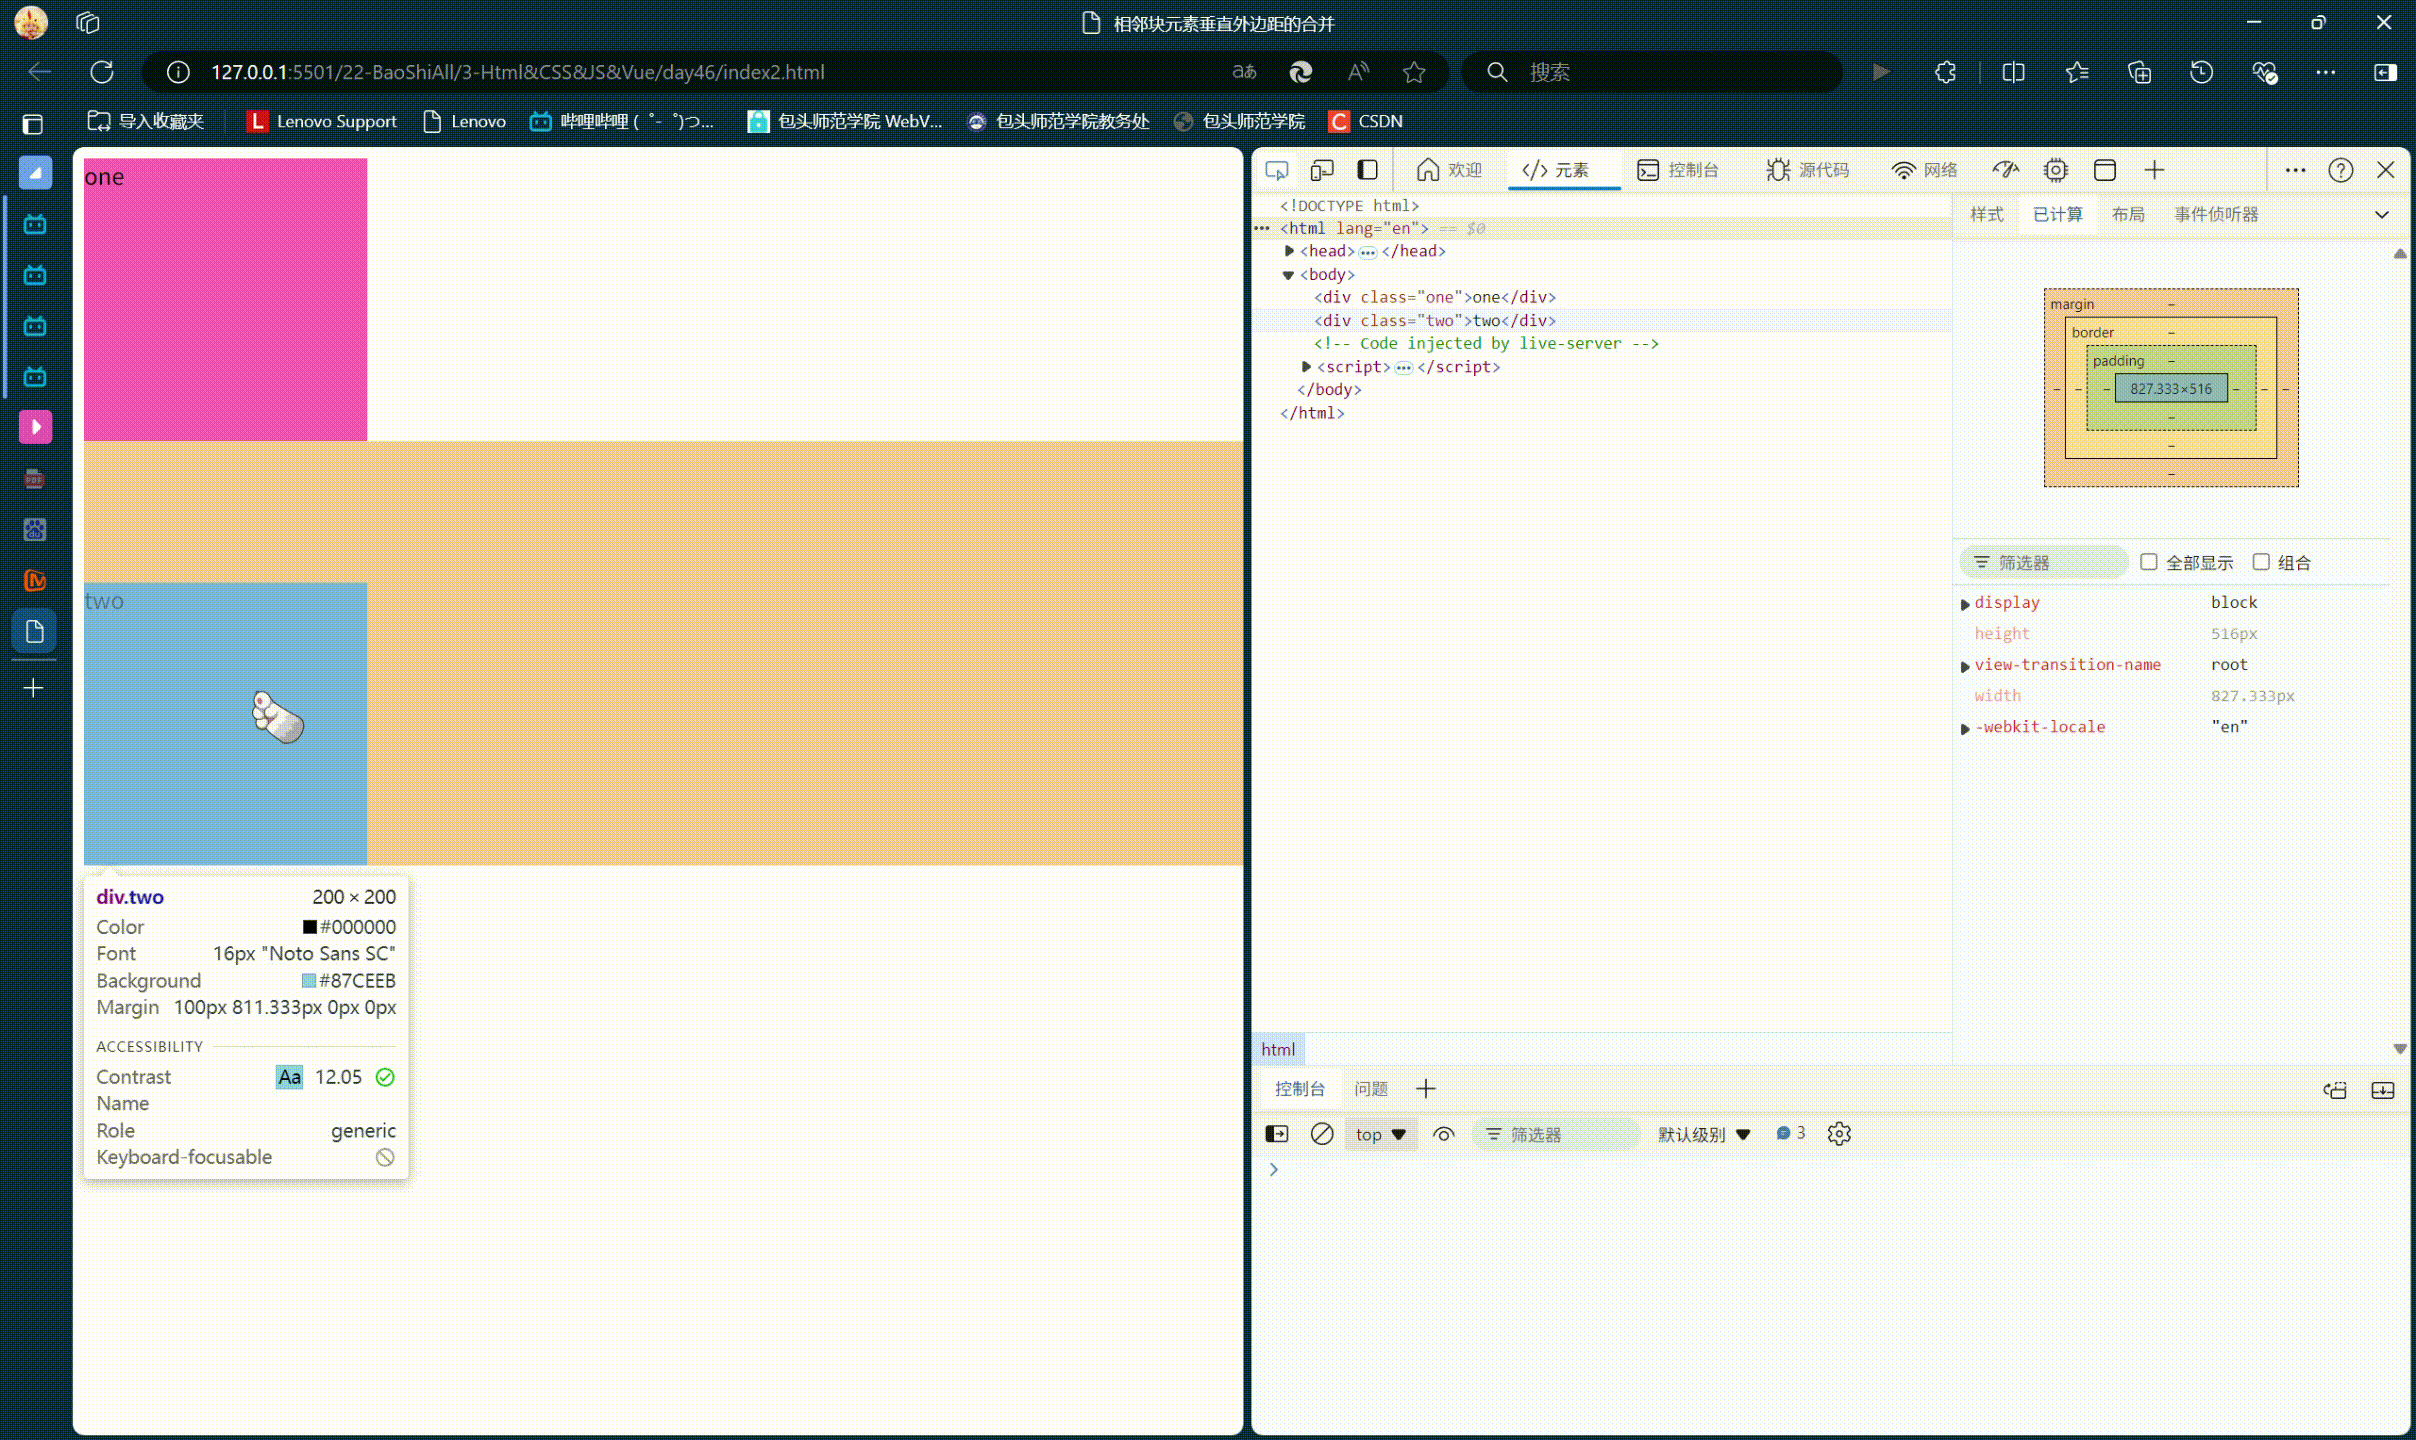 相邻块元素垂直外边距的合并
127.0.0.1:5501/22-BaoShiAll/3-Html&CSS&JS&Vue/day46/index2.html
搜索
导入收藏夹
Lenovo Support
Lenovo
哔哩哔哩 (゜-゜)つ...
包头师范学院 WebV...
包头师范学院教务处
包头师范学院
CSDN
one
two
div.two 200 × 200
Color #000000
Font 16px "Noto Sans SC"
Background #87CEEB
Margin 100px 811.333px 0px 0px
ACCESSIBILITY
Contrast Aa 12.05
Name
Role generic
Keyboard-focusable
欢迎
元素
控制台
源代码
网络
<!DOCTYPE html>
<html lang="en"> == $0
<head>…</head>
<body>
<div class="one">one</div>
<div class="two">two</div>
<!-- Code injected by live-server -->
<script>…</script>
</body>
</html>
html
样式 已计算 布局 事件侦听器
margin –
border –
padding –
– – – 827.333×516 – – –
–
–
–
筛选器 全部显示 组合
display block
height 516px
view-transition-name root
width 827.333px
-webkit-locale "en"
控制台 问题
top 筛选器 默认级别 3
PDF
du